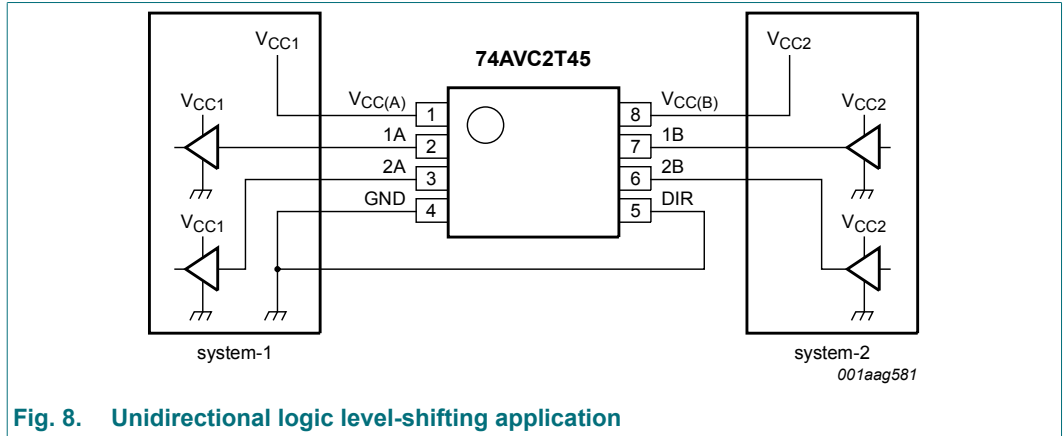 VCC1
VCC2
74AVC2T45
VCC1
VCC(A)
1
8
VCC(B)
VCC2
1A
2
7
1B
2A
3
6
2B
GND
4
5
DIR
VCC1
VCC2
system-1
system-2
001aag581
Fig. 8. Unidirectional logic level-shifting application